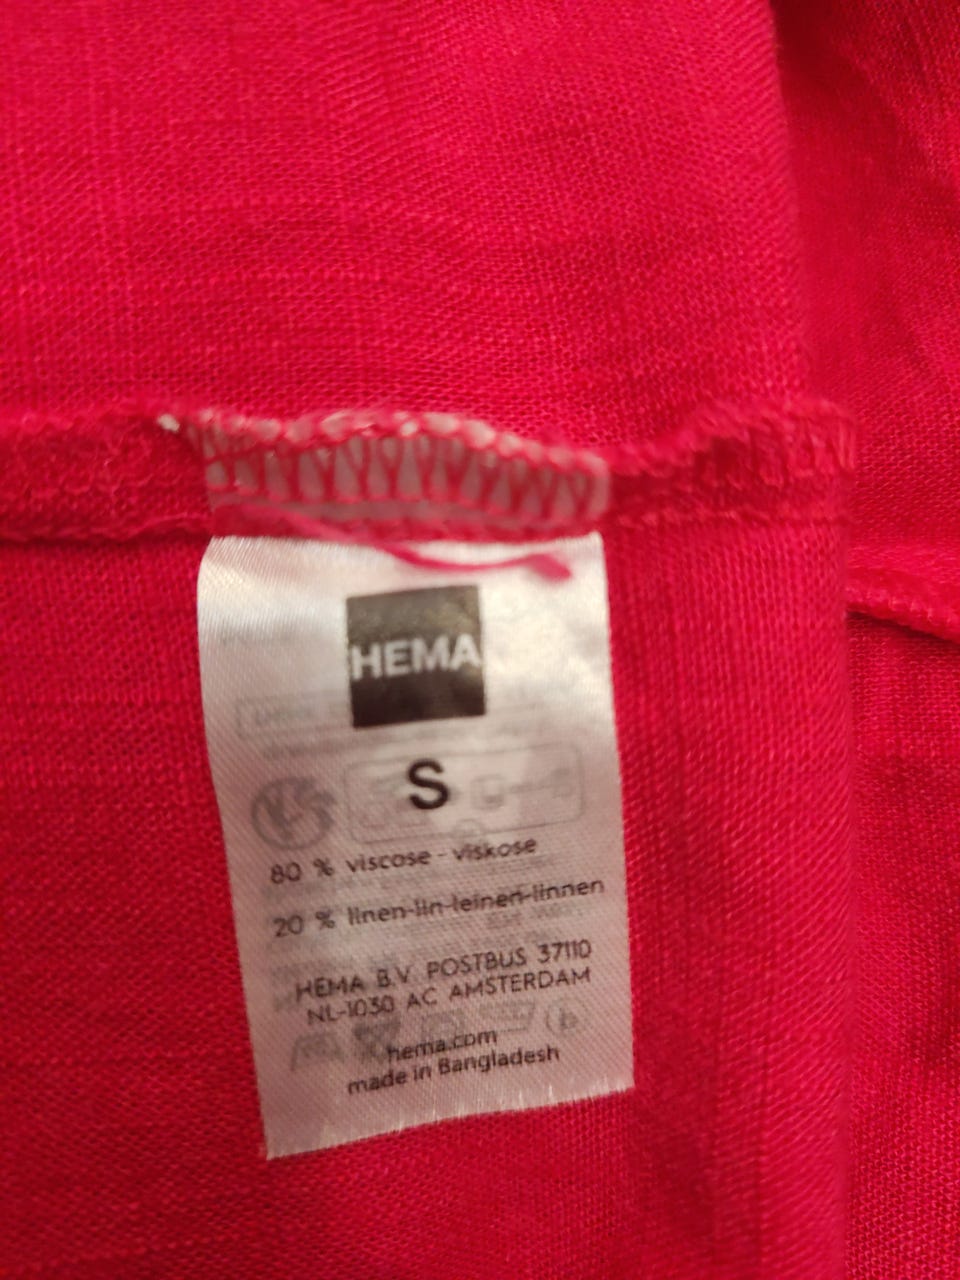 HEMA
S
80 % viscose - viskose
20 % linen-lin-leinen-linnen
HEMA B.V. POSTBUS 37110
NL-1030 AC AMSTERDAM
hema.com
made in Bangladesh